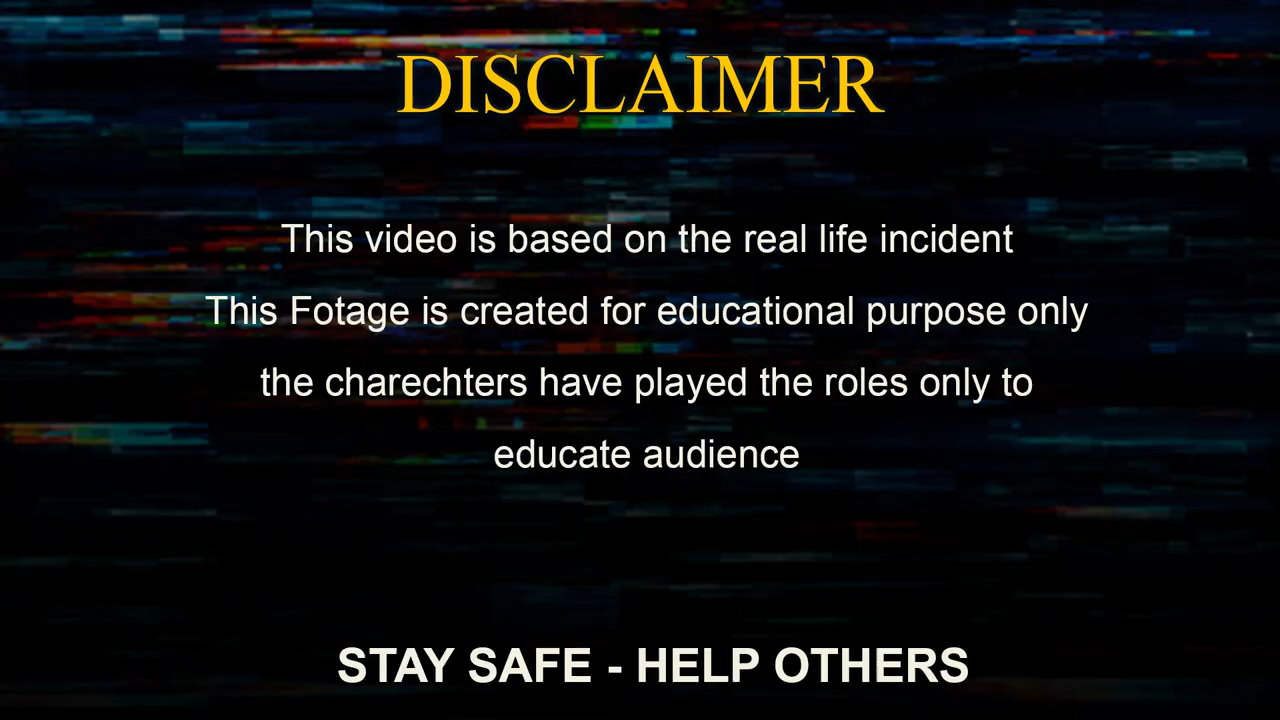 DISCLAIMER
This video is based on the real life incident
This Fotage is created for educational purpose only
the charechters have played the roles only to
educate audience
STAY SAFE - HELP OTHERS